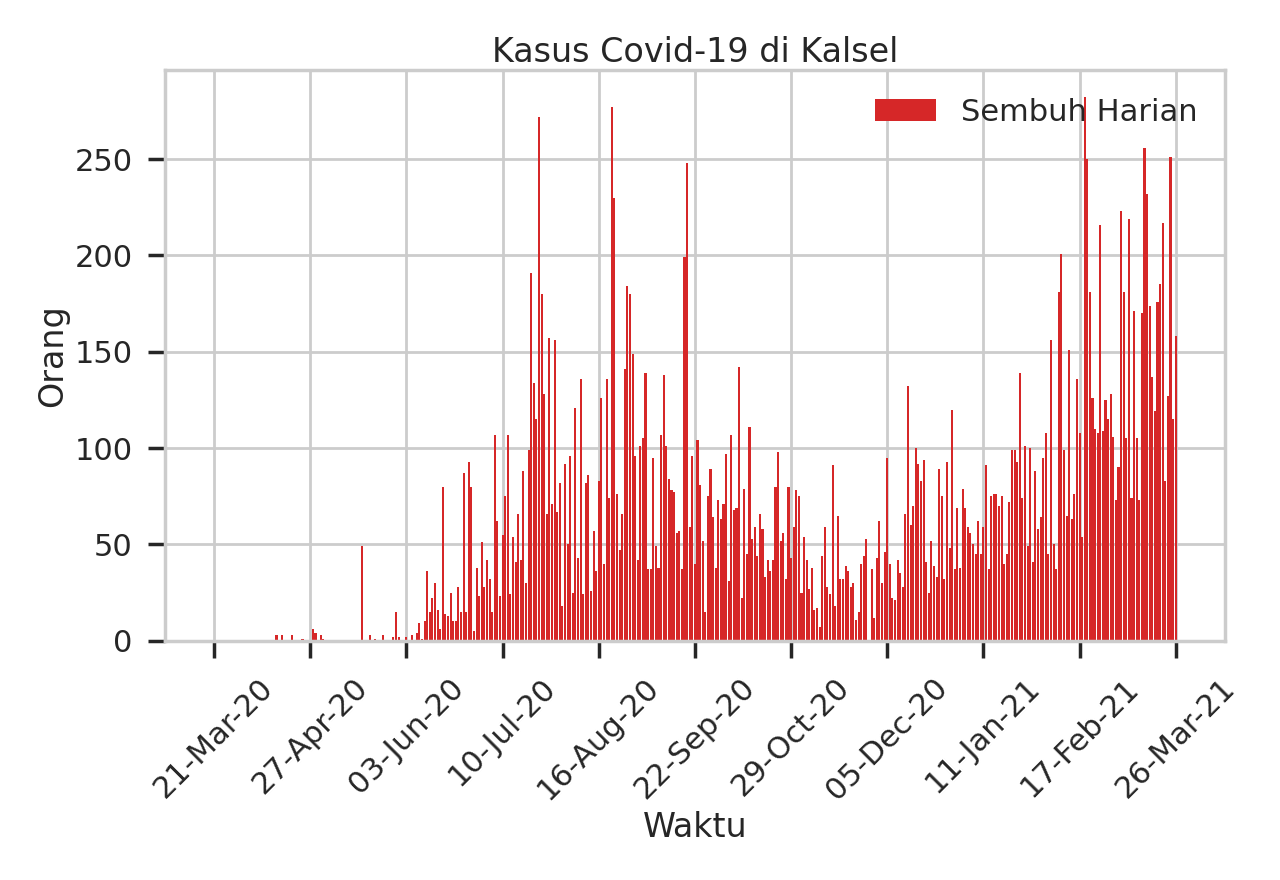 Kasus Covid-19 di Kalsel
Sembuh Harian
Orang
250
200
150
100
50
0
21-Mar-20
27-Apr-20
03-Jun-20
10-Jul-20
16-Aug-20
22-Sep-20
29-Oct-20
05-Dec-20
11-Jan-21
17-Feb-21
26-Mar-21
Waktu